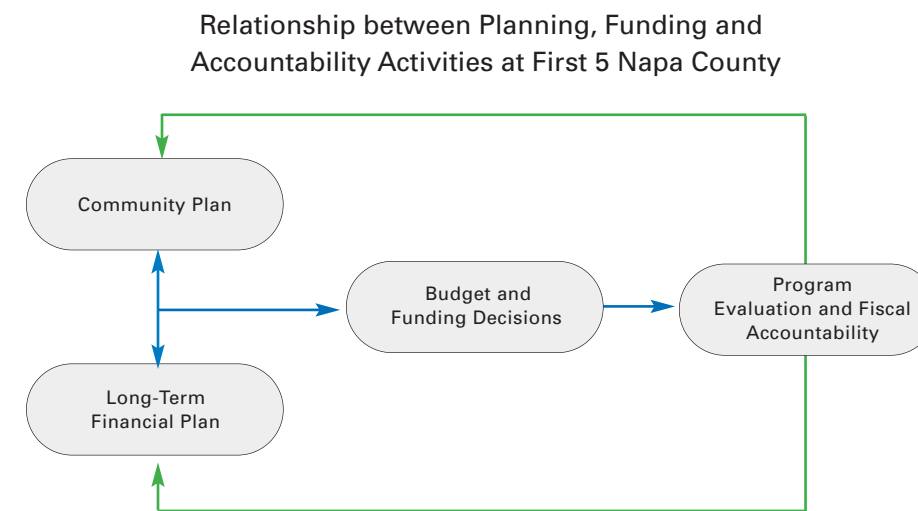 Relationship between Planning, Funding and
Accountability Activities at First 5 Napa County
Community Plan
Budget and
Funding Decisions
Program
Evaluation and Fiscal
Accountability
Long-Term
Financial Plan